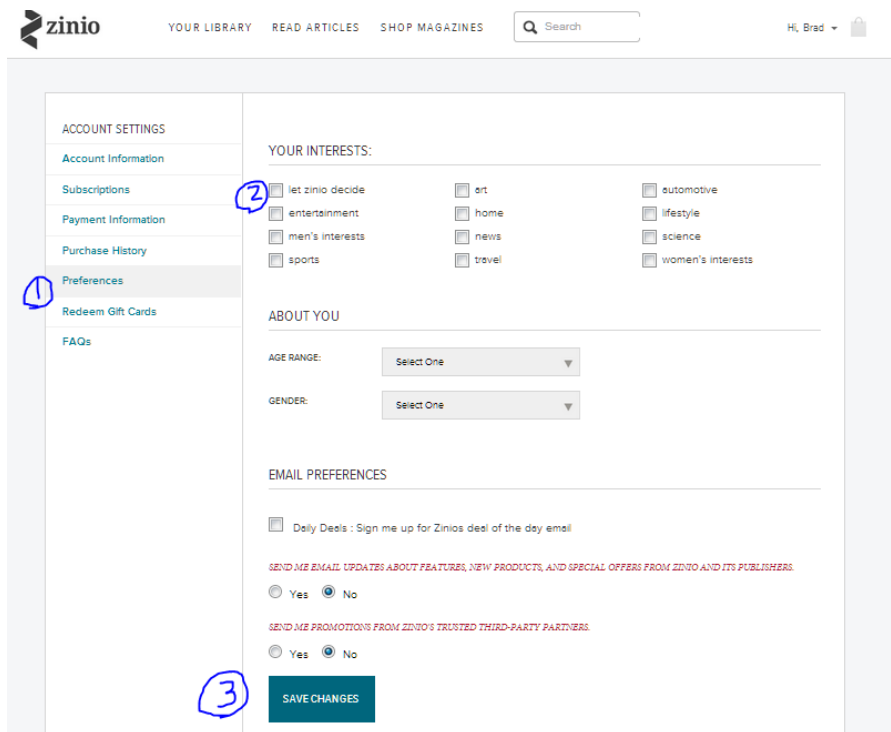 zinio YOUR LIBRARY READ ARTICLES SHOP MAGAZINES Search Hi, Brad
ACCOUNT SETTINGS
Account Information
Subscriptions
Payment Information
Purchase History
1 Preferences
Redeem Gift Cards
FAQs
YOUR INTERESTS:
2 let zinio decide art automotive
entertainment home lifestyle
men's interests news science
sports travel women's interests
ABOUT YOU
AGE RANGE: Select One
GENDER: Select One
EMAIL PREFERENCES
Daily Deals : Sign me up for Zinios deal of the day email
SEND ME EMAIL UPDATES ABOUT FEATURES, NEW PRODUCTS, AND SPECIAL OFFERS FROM ZINIO AND ITS PUBLISHERS.
Yes No
SEND ME PROMOTIONS FROM ZINIO'S TRUSTED THIRD-PARTY PARTNERS.
Yes No
3 SAVE CHANGES